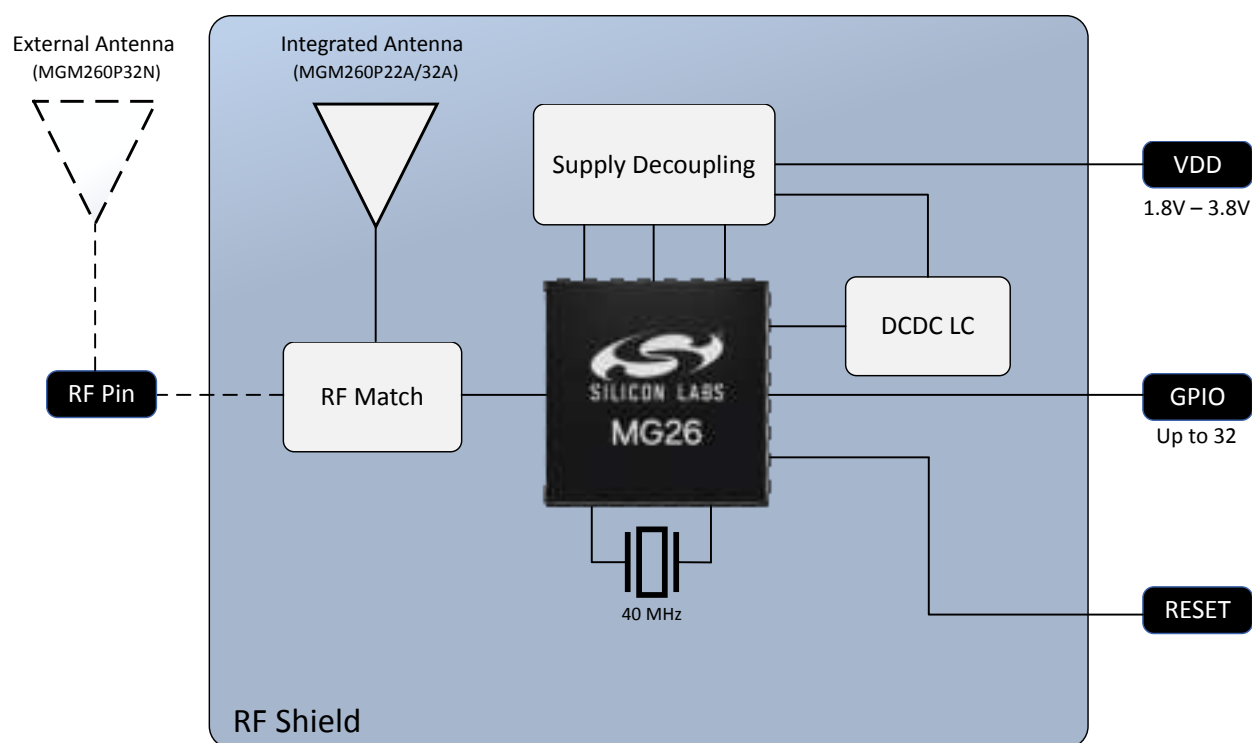 External Antenna
(MGM260P32N)
Integrated Antenna
(MGM260P22A/32A)
Supply Decoupling
VDD
1.8V – 3.8V
DCDC LC
RF Pin
RF Match
SILICON LABS
MG26
GPIO
Up to 32
40 MHz
RESET
RF Shield